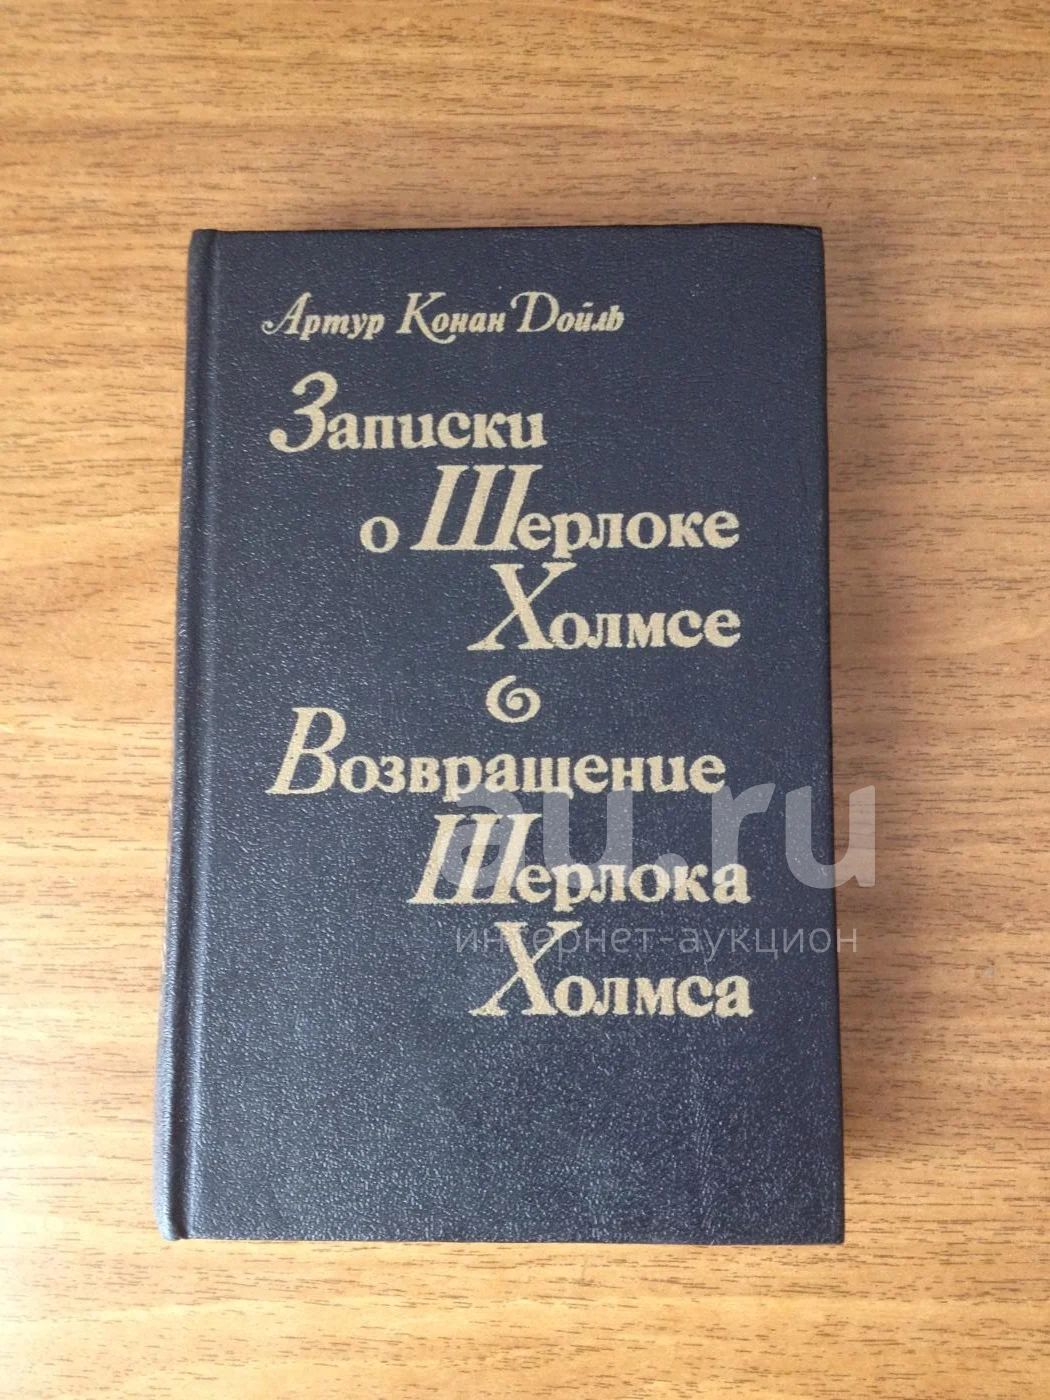 Артур Конан Дойль
Записки
о Шерлоке
Холмсе
Возвращение
Шерлока
Холмса
au.ru
интернет-аукцион